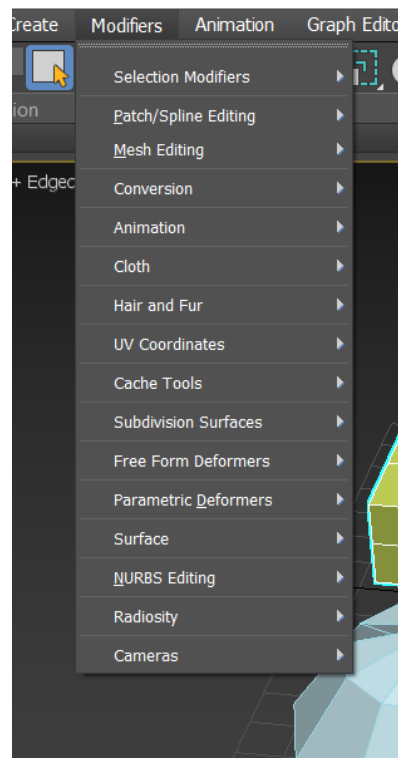 Create Modifiers Animation Graph Edito
Selection Modifiers
ion
Patch/Spline Editing
Mesh Editing
+ Edgec
Conversion
Animation
Cloth
Hair and Fur
UV Coordinates
Cache Tools
Subdivision Surfaces
Free Form Deformers
Parametric Deformers
Surface
NURBS Editing
Radiosity
Cameras